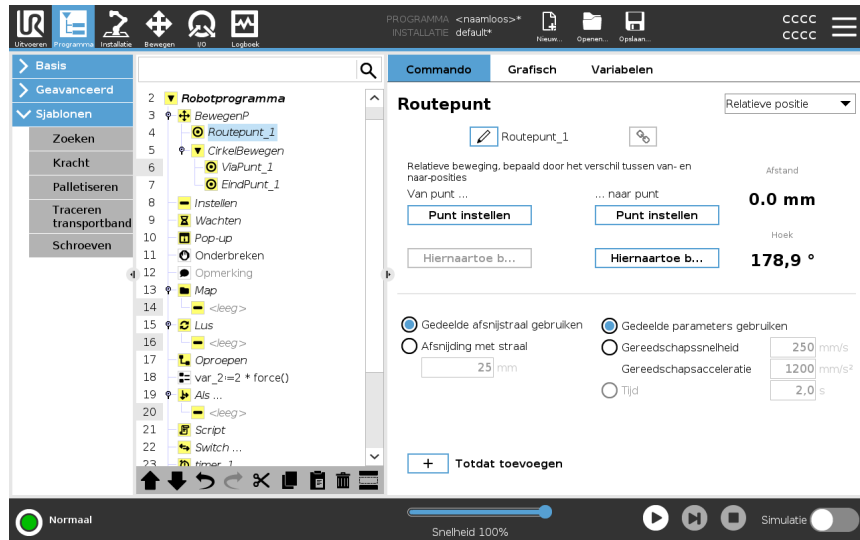 PROGRAMMA <naamloos>*
INSTALLATIE default*
CCCC
CCCC
Uitvoeren
Programma
Installatie
Bewegen
I/O
Logboek
Nieuw...
Openen...
Opslaan...
Basis
Geavanceerd
Sjablonen
Zoeken
Kracht
Palletiseren
Traceren
transportband
Schroeven
2 Robotprogramma
3 BewegenP
4 Routepunt_1
5 CirkelBewegen
6 ViaPunt_1
7 EindPunt_1
8 Instellen
9 Wachten
10 Pop-up
11 Onderbreken
12 Opmerking
13 Map
14 <leeg>
15 Lus
16 <leeg>
17 Oproepen
18 var_2:=2 * force()
19 Als ...
20 <leeg>
21 Script
22 Switch ...
23 timer_1
Commando
Grafisch
Variabelen
Routepunt
Relatieve positie
Routepunt_1
Relatieve beweging, bepaald door het verschil tussen van- en
naar-posities
Van punt ...
... naar punt
Punt instellen
Punt instellen
Hiernaartoe b...
Hiernaartoe b...
Afstand
0.0 mm
Hoek
178,9 °
Gedeelde afsnijstraal gebruiken
Afsnijding met straal
25 mm
Gedeelde parameters gebruiken
Gereedschapssnelheid 250 mm/s
Gereedschapsacceleratie 1200 mm/s²
Tijd 2,0 s
+ Totdat toevoegen
Normaal
Snelheid 100%
Simulatie